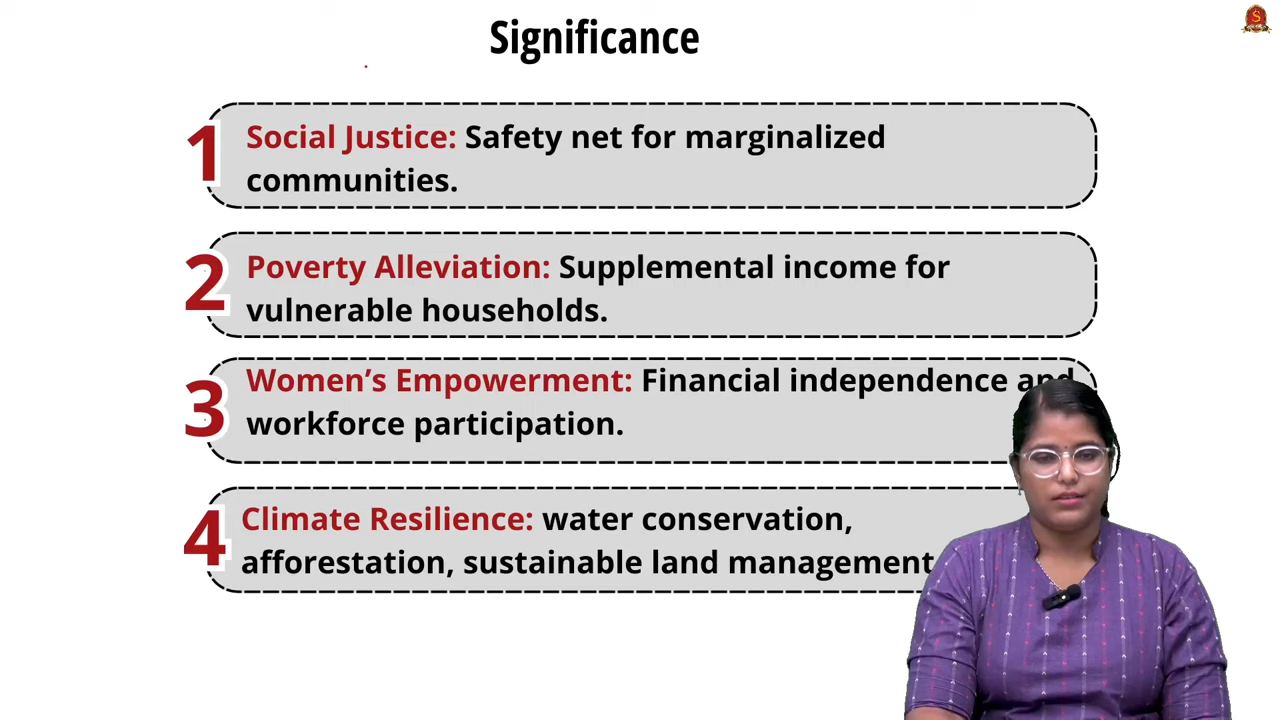 Significance
1
Social Justice: Safety net for marginalized
communities.
2
Poverty Alleviation: Supplemental income for
vulnerable households.
3
Women’s Empowerment: Financial independence and
workforce participation.
4
Climate Resilience: water conservation,
afforestation, sustainable land management